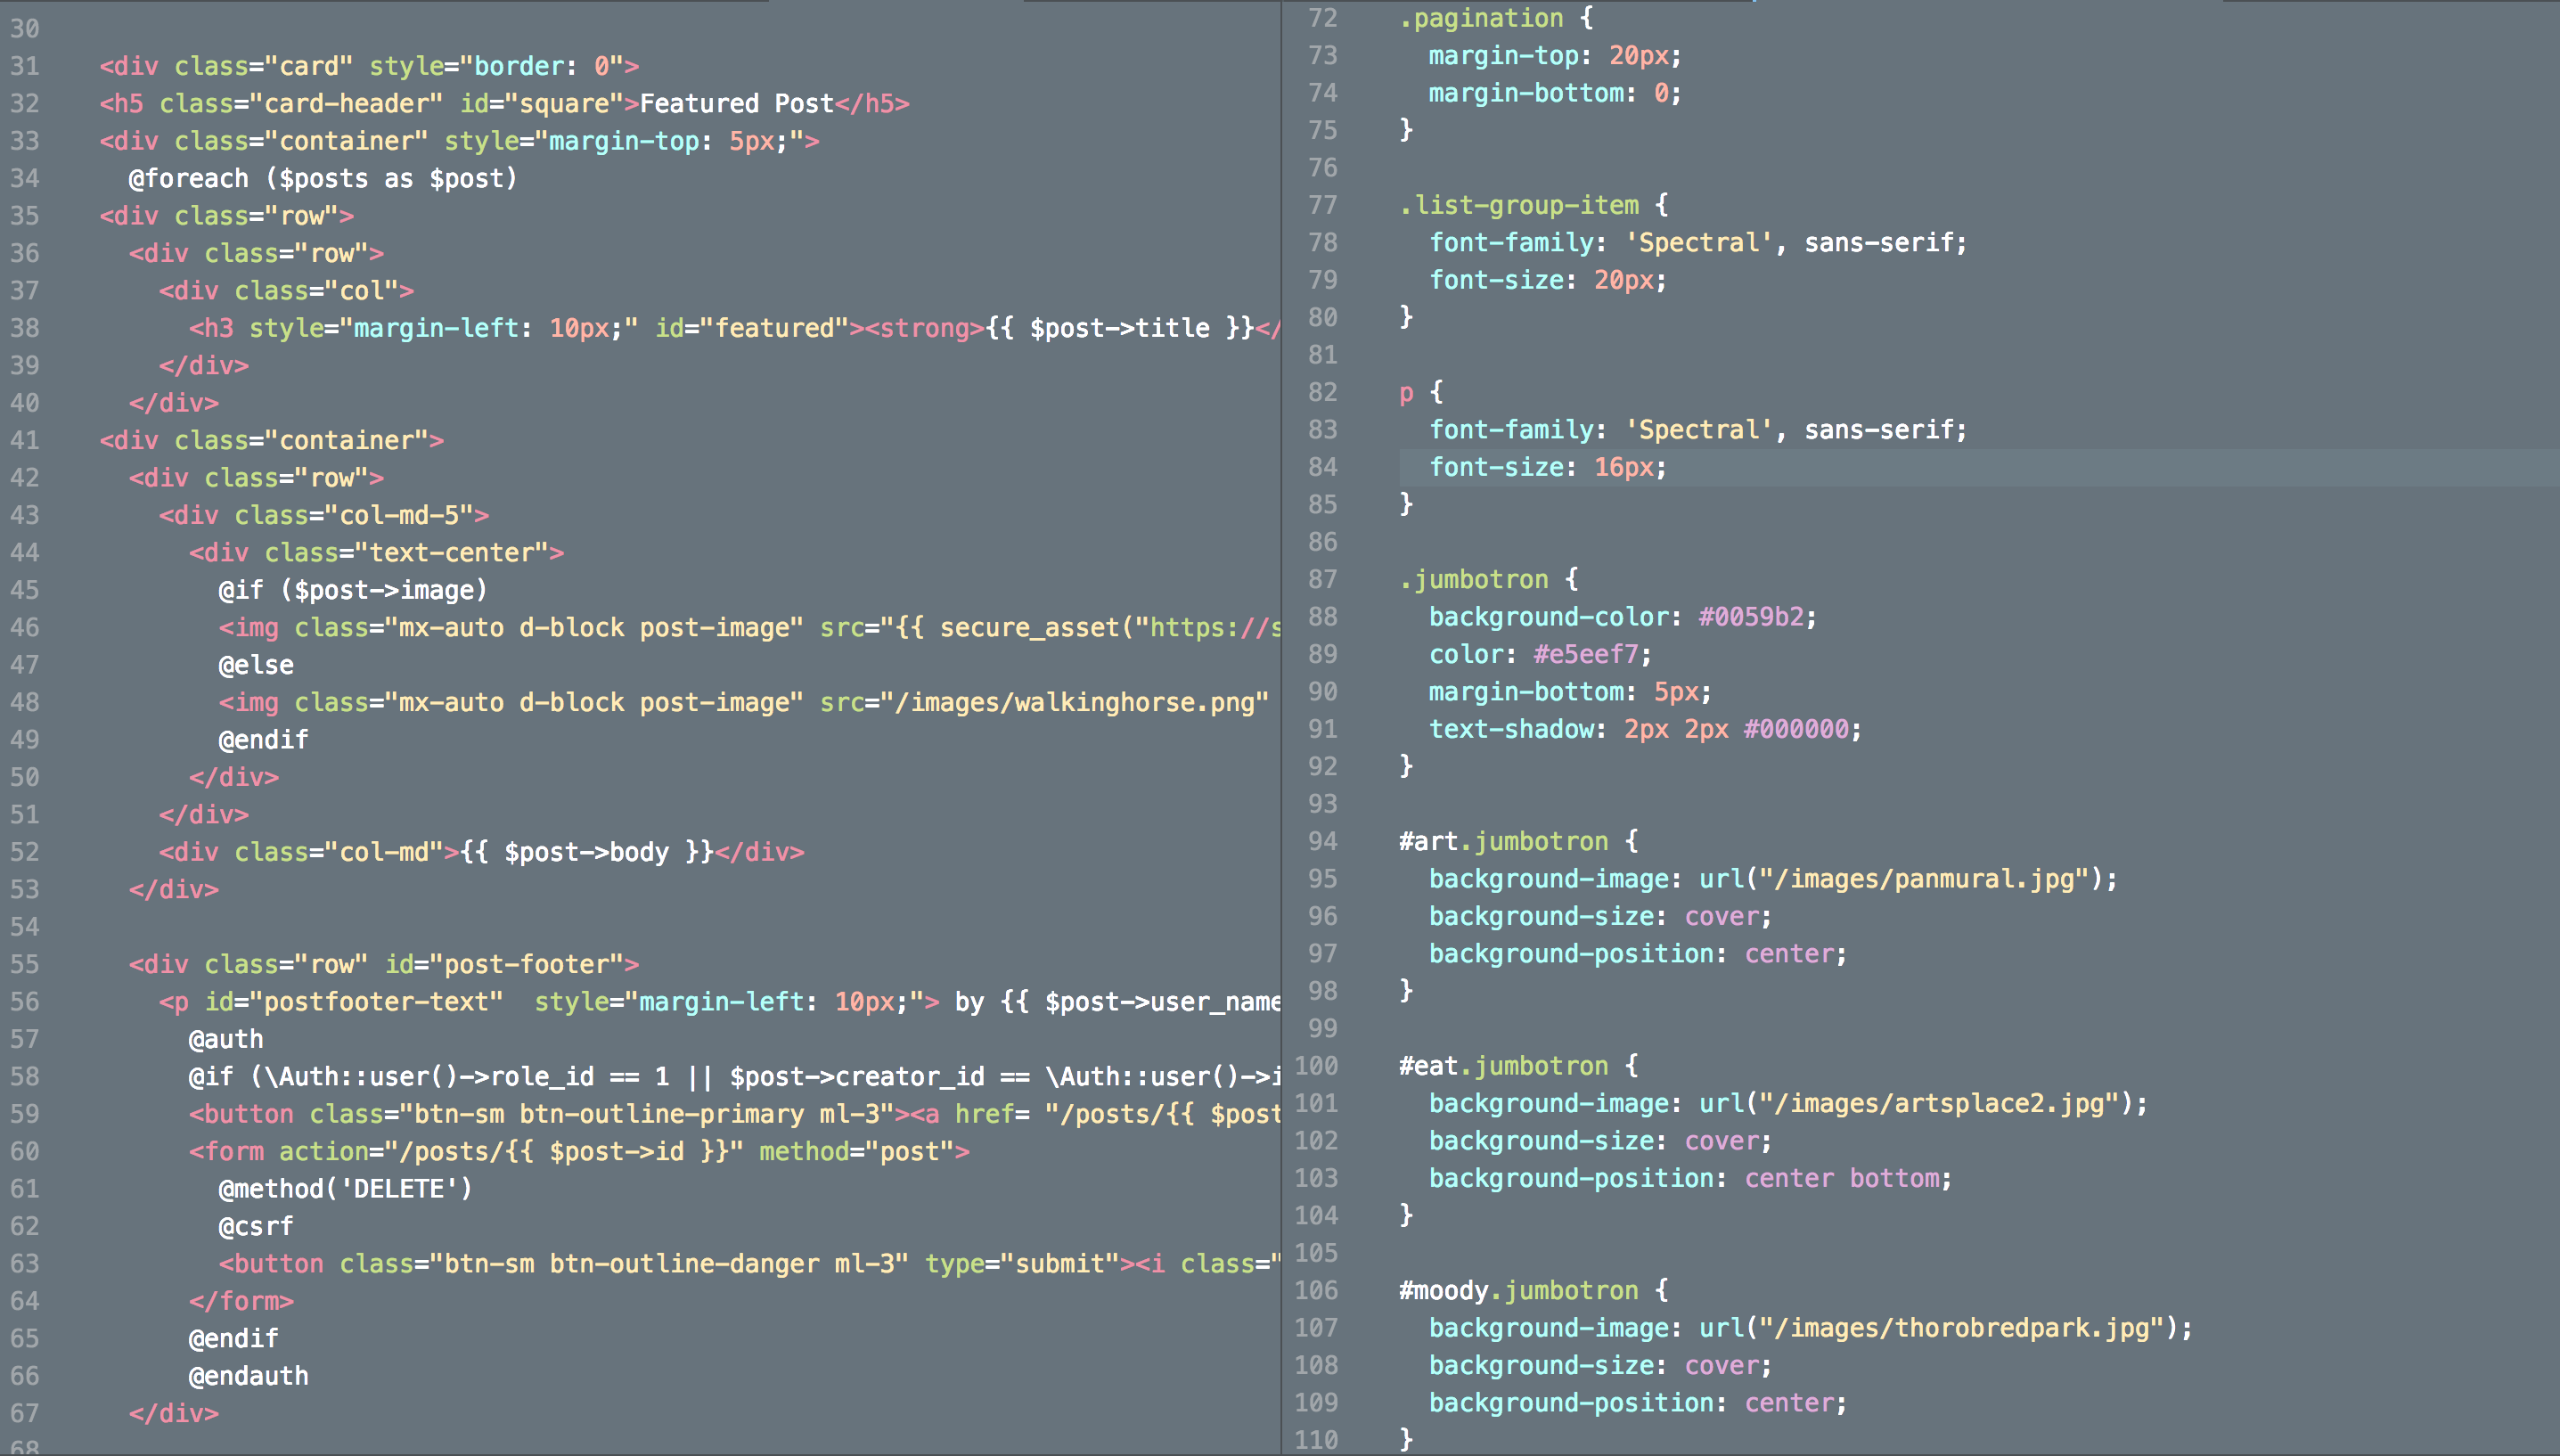 30
31 <div class="card" style="border: 0">
32 <h5 class="card-header" id="square">Featured Post</h5>
33 <div class="container" style="margin-top: 5px;">
34 @foreach ($posts as $post)
35 <div class="row">
36 <div class="row">
37 <div class="col">
38 <h3 style="margin-left: 10px;" id="featured"><strong>{{ $post->title }}</
39 </div>
40 </div>
41 <div class="container">
42 <div class="row">
43 <div class="col-md-5">
44 <div class="text-center">
45 @if ($post->image)
46 <img class="mx-auto d-block post-image" src="{{ secure_asset("https://s
47 @else
48 <img class="mx-auto d-block post-image" src="/images/walkinghorse.png"
49 @endif
50 </div>
51 </div>
52 <div class="col-md">{{ $post->body }}</div>
53 </div>
54
55 <div class="row" id="post-footer">
56 <p id="postfooter-text"  style="margin-left: 10px;"> by {{ $post->user_name
57 @auth
58 @if (\Auth::user()->role_id == 1 || $post->creator_id == \Auth::user()->i
59 <button class="btn-sm btn-outline-primary ml-3"><a href= "/posts/{{ $post
60 <form action="/posts/{{ $post->id }}" method="post">
61 @method('DELETE')
62 @csrf
63 <button class="btn-sm btn-outline-danger ml-3" type="submit"><i class="
64 </form>
65 @endif
66 @endauth
67 </div>
68
72 .pagination {
73 margin-top: 20px;
74 margin-bottom: 0;
75 }
76
77 .list-group-item {
78 font-family: 'Spectral', sans-serif;
79 font-size: 20px;
80 }
81
82 p {
83 font-family: 'Spectral', sans-serif;
84 font-size: 16px;
85 }
86
87 .jumbotron {
88 background-color: #0059b2;
89 color: #e5eef7;
90 margin-bottom: 5px;
91 text-shadow: 2px 2px #000000;
92 }
93
94 #art.jumbotron {
95 background-image: url("/images/panmural.jpg");
96 background-size: cover;
97 background-position: center;
98 }
99
100 #eat.jumbotron {
101 background-image: url("/images/artsplace2.jpg");
102 background-size: cover;
103 background-position: center bottom;
104 }
105
106 #moody.jumbotron {
107 background-image: url("/images/thorobredpark.jpg");
108 background-size: cover;
109 background-position: center;
110 }